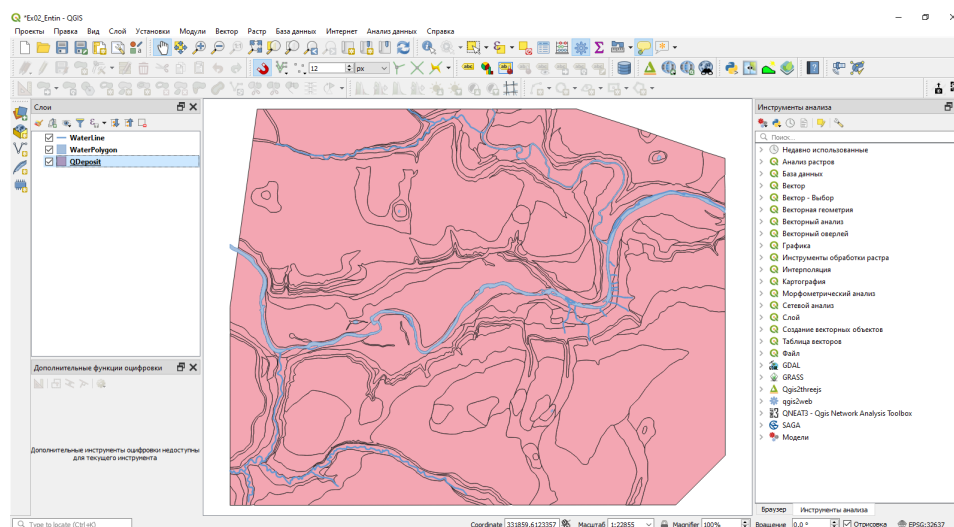 *Ex02_Entin - QGIS
Проекты Правка Вид Слой Установки Модули Вектор Растр База данных Интернет Анализ данных Справка
12 px
abc
Слои
WaterLine
WaterPolygon
QDeposit
Дополнительные функции оцифровки
Дополнительные инструменты оцифровки недоступны
для текущего инструмента
Инструменты анализа
Поиск...
Недавно использованные
Анализ растров
База данных
Вектор
Вектор - Выбор
Векторная геометрия
Векторный анализ
Векторный оверлей
Графика
Инструменты обработки растра
Интерполяция
Картография
Морфометрический анализ
Сетевой анализ
Слой
Создание векторных объектов
Таблица векторов
Файл
GDAL
GRASS
Qgis2threejs
qgis2web
QNEAT3 - Qgis Network Analysis Toolbox
SAGA
Модели
Браузер Инструменты анализа
Type to locate (Ctrl+K) Coordinate 331859,6123357 Масштаб 1:22855 Magnifier 100% Вращение 0,0 ° Отрисовка EPSG:32637